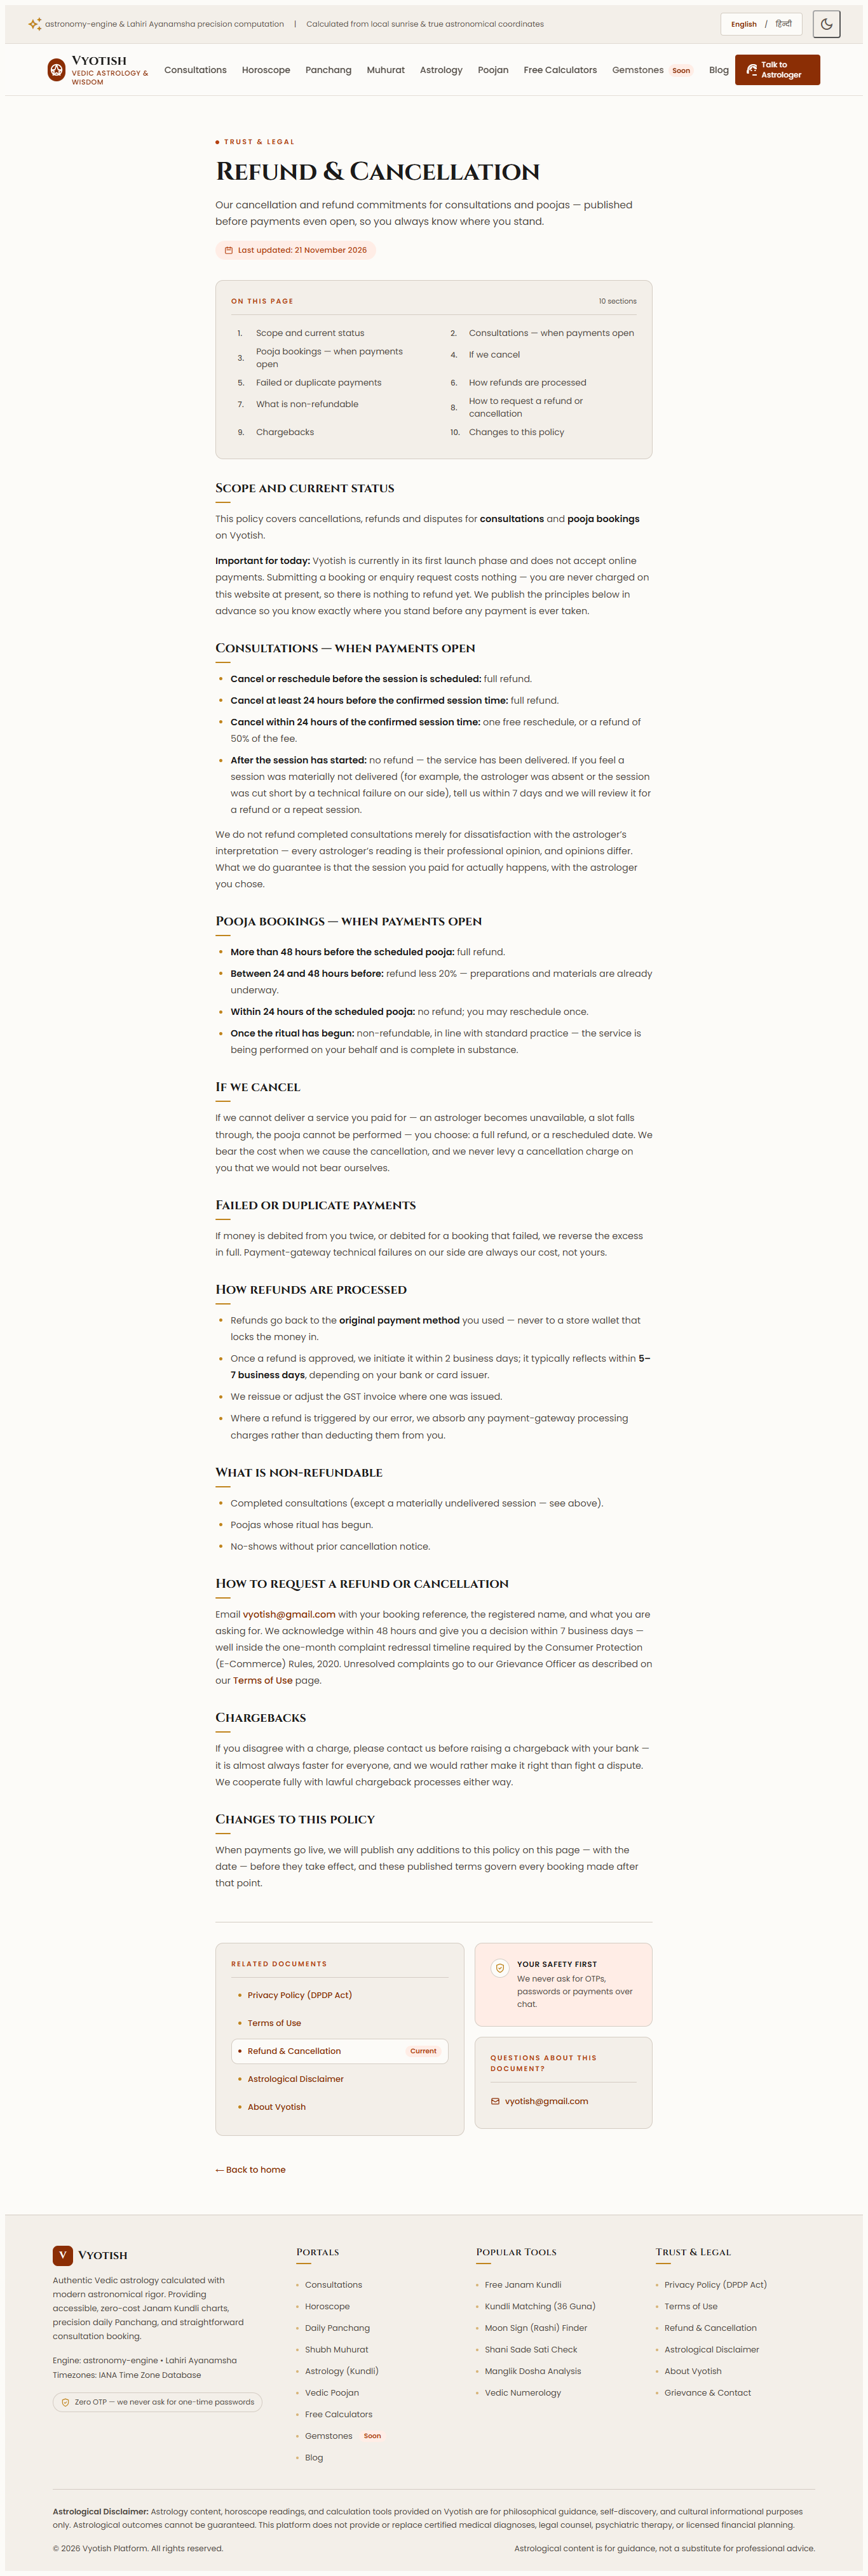 astronomy-engine & Lahiri Ayanamsha precision computation | Calculated from local sunrise & true astronomical coordinates
English / हिन्दी
VYOTISH
VEDIC ASTROLOGY &
WISDOM
Consultations Horoscope Panchang Muhurat Astrology Poojan Free Calculators Gemstones Soon Blog
Talk to
Astrologer
TRUST & LEGAL
REFUND & CANCELLATION
Our cancellation and refund commitments for consultations and poojas — published
before payments even open, so you always know where you stand.
Last updated: 21 November 2026
ON THIS PAGE 10 sections
1. Scope and current status
2. Consultations — when payments open
3. Pooja bookings — when payments
open
4. If we cancel
5. Failed or duplicate payments
6. How refunds are processed
7. What is non-refundable
8. How to request a refund or
cancellation
9. Chargebacks
10. Changes to this policy
SCOPE AND CURRENT STATUS
This policy covers cancellations, refunds and disputes for consultations and pooja bookings
on Vyotish.
Important for today: Vyotish is currently in its first launch phase and does not accept online
payments. Submitting a booking or enquiry request costs nothing — you are never charged on
this website at present, so there is nothing to refund yet. We publish the principles below in
advance so you know exactly where you stand before any payment is ever taken.
CONSULTATIONS — WHEN PAYMENTS OPEN
Cancel or reschedule before the session is scheduled: full refund.
Cancel at least 24 hours before the confirmed session time: full refund.
Cancel within 24 hours of the confirmed session time: one free reschedule, or a refund of
50% of the fee.
After the session has started: no refund — the service has been delivered. If you feel a
session was materially not delivered (for example, the astrologer was absent or the session
was cut short by a technical failure on our side), tell us within 7 days and we will review it for
a refund or a repeat session.
We do not refund completed consultations merely for dissatisfaction with the astrologer's
interpretation — every astrologer's reading is their professional opinion, and opinions differ.
What we do guarantee is that the session you paid for actually happens, with the astrologer
you chose.
POOJA BOOKINGS — WHEN PAYMENTS OPEN
More than 48 hours before the scheduled pooja: full refund.
Between 24 and 48 hours before: refund less 20% — preparations and materials are already
underway.
Within 24 hours of the scheduled pooja: no refund; you may reschedule once.
Once the ritual has begun: non-refundable, in line with standard practice — the service is
being performed on your behalf and is complete in substance.
IF WE CANCEL
If we cannot deliver a service you paid for — an astrologer becomes unavailable, a slot falls
through, the pooja cannot be performed — you choose: a full refund, or a rescheduled date. We
bear the cost when we cause the cancellation, and we never levy a cancellation charge on
you that we would not bear ourselves.
FAILED OR DUPLICATE PAYMENTS
If money is debited from you twice, or debited for a booking that failed, we reverse the excess
in full. Payment-gateway technical failures on our side are always our cost, not yours.
HOW REFUNDS ARE PROCESSED
Refunds go back to the original payment method you used — never to a store wallet that
locks the money in.
Once a refund is approved, we initiate it within 2 business days; it typically reflects within 5–
7 business days, depending on your bank or card issuer.
We reissue or adjust the GST invoice where one was issued.
Where a refund is triggered by our error, we absorb any payment-gateway processing
charges rather than deducting them from you.
WHAT IS NON-REFUNDABLE
Completed consultations (except a materially undelivered session — see above).
Poojas whose ritual has begun.
No-shows without prior cancellation notice.
HOW TO REQUEST A REFUND OR CANCELLATION
Email vyotish@gmail.com with your booking reference, the registered name, and what you are
asking for. We acknowledge within 48 hours and give you a decision within 7 business days —
well inside the one-month complaint redressal timeline required by the Consumer Protection
(E-Commerce) Rules, 2020. Unresolved complaints go to our Grievance Officer as described on
our Terms of Use page.
CHARGEBACKS
If you disagree with a charge, please contact us before raising a chargeback with your bank —
it is almost always faster for everyone, and we would rather make it right than fight a dispute.
We cooperate fully with lawful chargeback processes either way.
CHANGES TO THIS POLICY
When payments go live, we will publish any additions to this policy on this page — with the
date — before they take effect, and these published terms govern every booking made after
that point.
RELATED DOCUMENTS
Privacy Policy (DPDP Act)
Terms of Use
Refund & Cancellation Current
Astrological Disclaimer
About Vyotish
YOUR SAFETY FIRST
We never ask for OTPs,
passwords or payments over
chat.
QUESTIONS ABOUT THIS
DOCUMENT?
vyotish@gmail.com
← Back to home
V VYOTISH
Authentic Vedic astrology calculated with
modern astronomical rigor. Providing
accessible, zero-cost Janam Kundli charts,
precision daily Panchang, and straightforward
consultation booking.
Engine: astronomy-engine • Lahiri Ayanamsha
Timezones: IANA Time Zone Database
Zero OTP — we never ask for one-time passwords
PORTALS
Consultations
Horoscope
Daily Panchang
Shubh Muhurat
Astrology (Kundli)
Vedic Poojan
Free Calculators
Gemstones Soon
Blog
POPULAR TOOLS
Free Janam Kundli
Kundli Matching (36 Guna)
Moon Sign (Rashi) Finder
Shani Sade Sati Check
Manglik Dosha Analysis
Vedic Numerology
TRUST & LEGAL
Privacy Policy (DPDP Act)
Terms of Use
Refund & Cancellation
Astrological Disclaimer
About Vyotish
Grievance & Contact
Astrological Disclaimer: Astrology content, horoscope readings, and calculation tools provided on Vyotish are for philosophical guidance, self-discovery, and cultural informational purposes
only. Astrological outcomes cannot be guaranteed. This platform does not provide or replace certified medical diagnoses, legal counsel, psychiatric therapy, or licensed financial planning.
© 2026 Vyotish Platform. All rights reserved.
Astrological content is for guidance, not a substitute for professional advice.